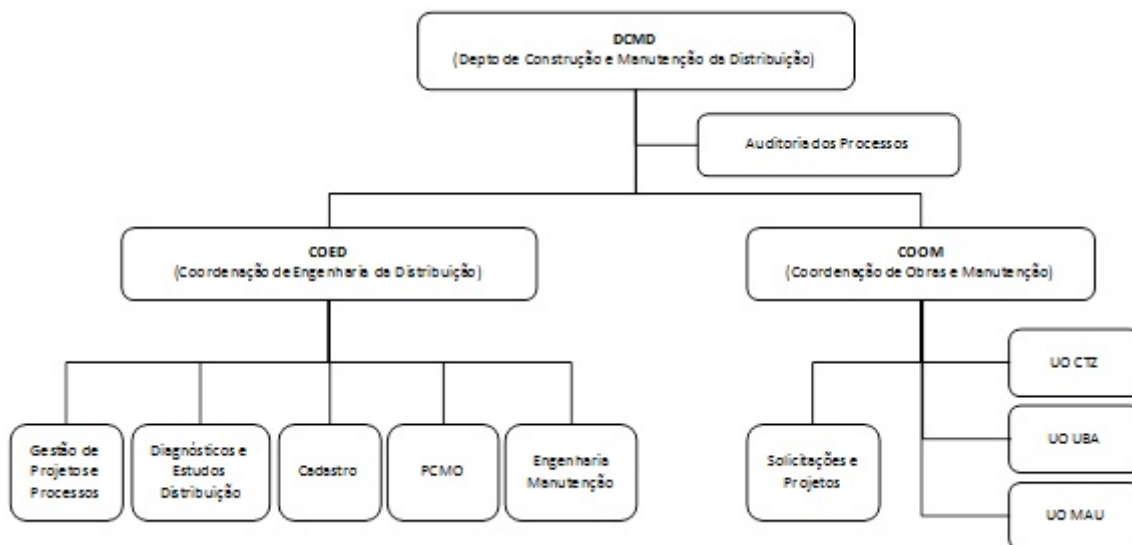 DCMD
(Depto de Construção e Manutenção da Distribuição)
Auditoria dos Processos
COED
(Coordenação de Engenharia da Distribuição)
COOM
(Coordenação de Obras e Manutenção)
Gestão de
Projetos e
Processos
Diagnósticos e
Estudos
Distribuição
Cadastro
PCMO
Engenharia
Manutenção
Solicitações e
Projetos
UO CTZ
UO UBA
UO MAU